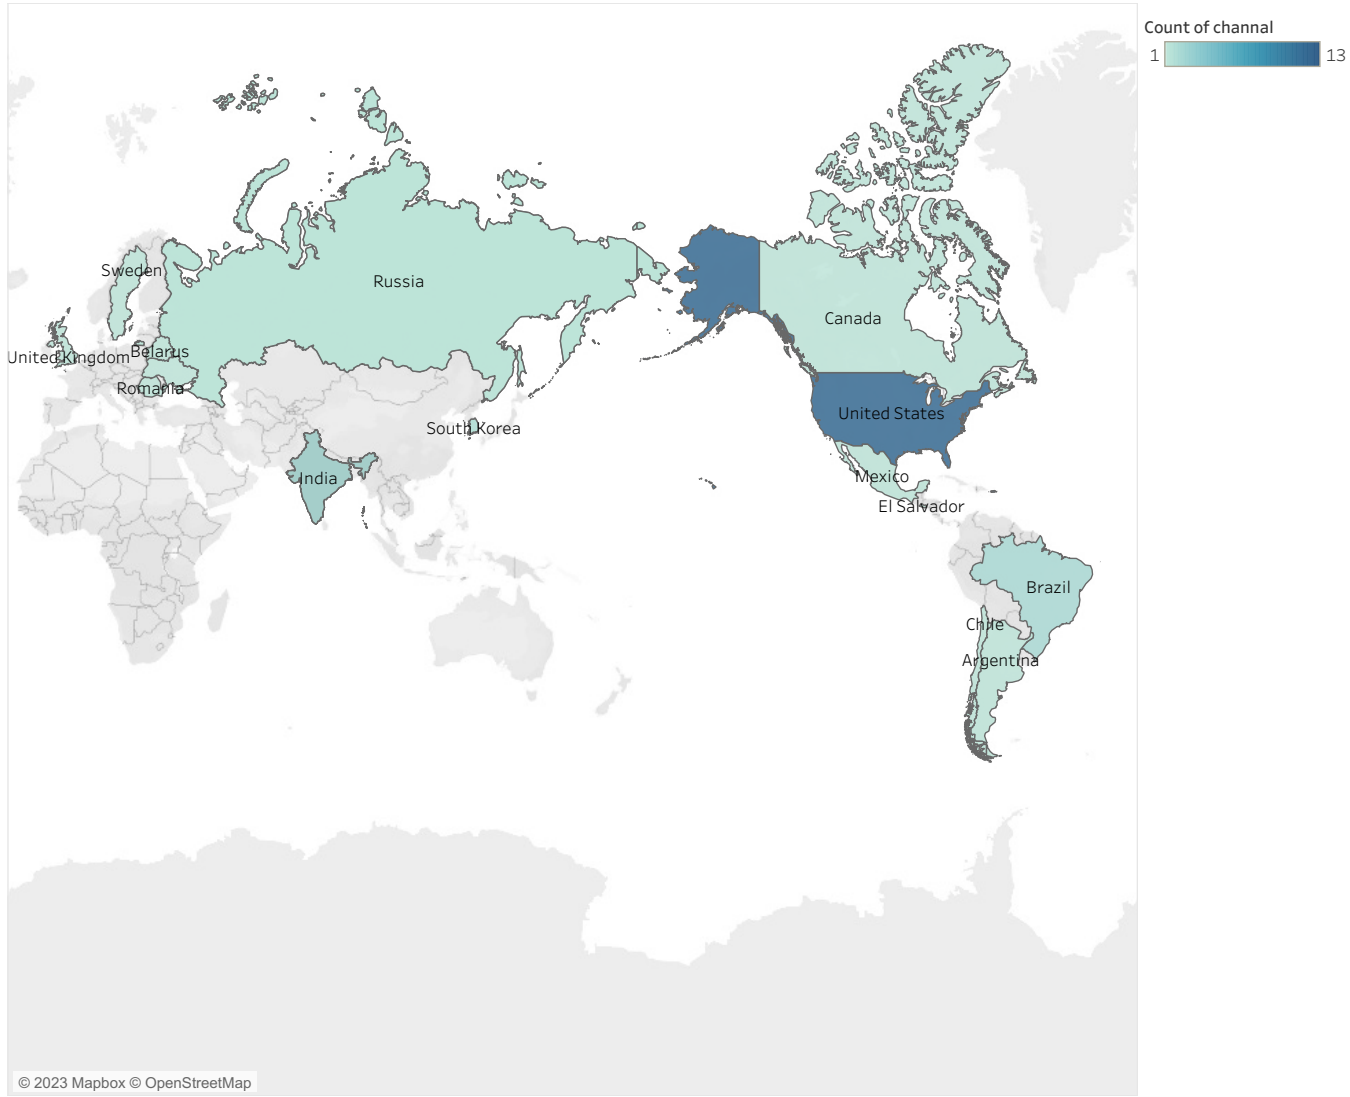 Count of channal
1
13
Sweden
Russia
Canada
United Kingdom
Belarus
Romania
United States
South Korea
India
Mexico
El Salvador
Brazil
Chile
Argentina
© 2023 Mapbox © OpenStreetMap